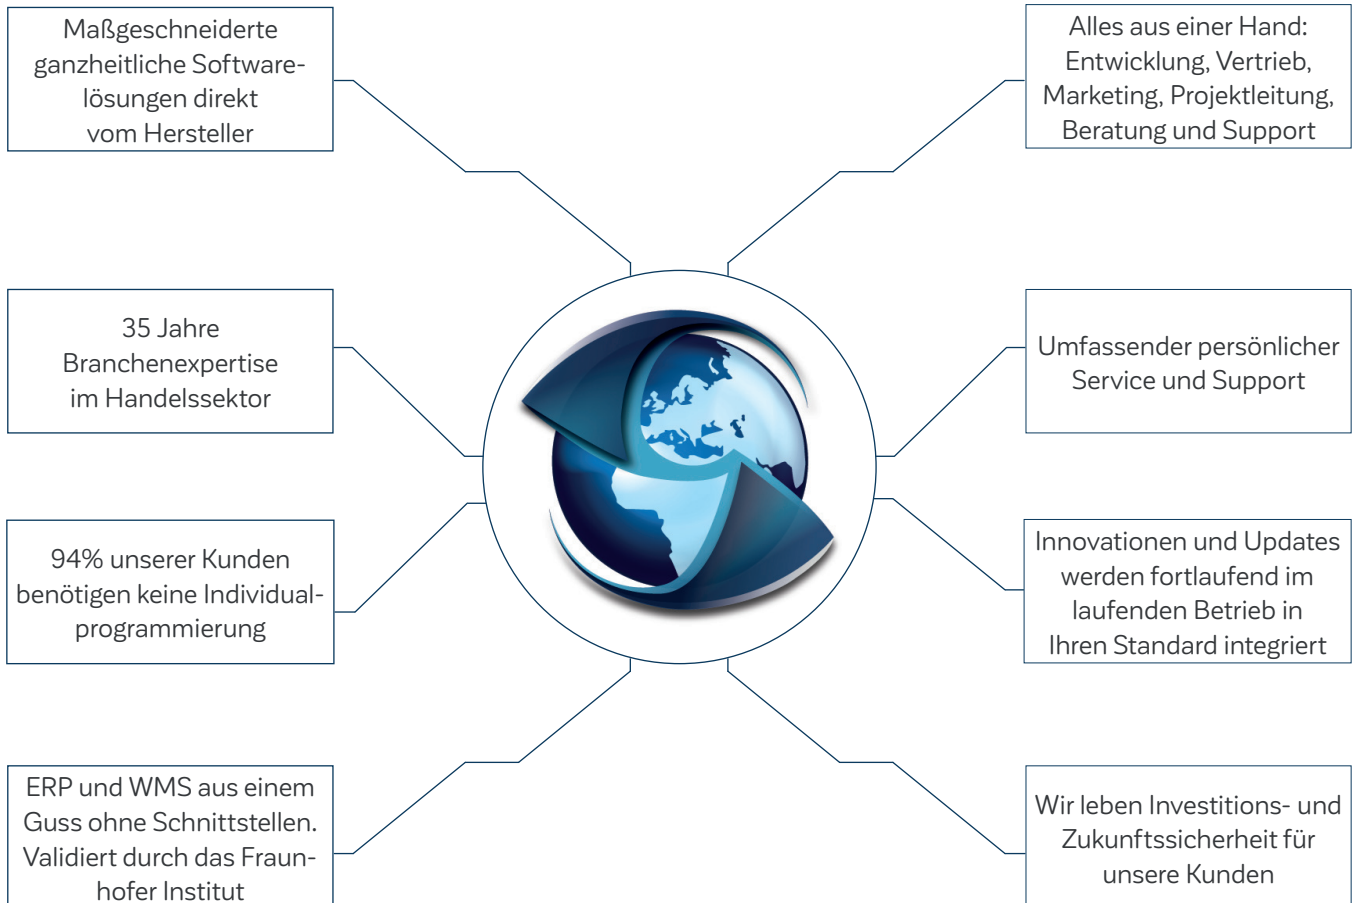 Maßgeschneiderte
ganzheitliche Software-
lösungen direkt
vom Hersteller
35 Jahre
Branchenexpertise
im Handelssektor
94% unserer Kunden
benötigen keine Individual-
programmierung
ERP und WMS aus einem
Guss ohne Schnittstellen.
Validiert durch das Fraun-
hofer Institut
Alles aus einer Hand:
Entwicklung, Vertrieb,
Marketing, Projektleitung,
Beratung und Support
Umfassender persönlicher
Service und Support
Innovationen und Updates
werden fortlaufend im
laufenden Betrieb in
Ihren Standard integriert
Wir leben Investitions- und
Zukunftssicherheit für
unsere Kunden